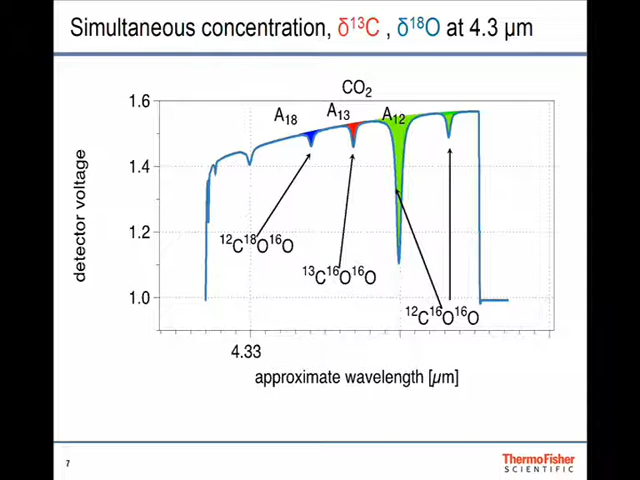 Simultaneous concentration, δ¹³C , δ¹⁸O at 4.3 µm
CO₂
1.6
A₁₈ A₁₃ A₁₂
1.4
detector voltage
1.2
¹²C¹⁸O¹⁶O
¹³C¹⁶O¹⁶O
1.0
¹²C¹⁶O¹⁶O
4.33
approximate wavelength [µm]
7
ThermoFisher
SCIENTIFIC